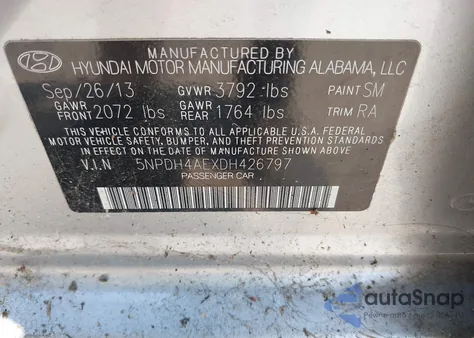 MANUFACTURED BY
HYUNDAI MOTOR MANUFACTURING ALABAMA, LLC
Sep/26/13 GVWR 3792 lbs PAINT SM
GAWR FRONT 2072 lbs GAWR REAR 1764 lbs TRIM RA
THIS VEHICLE CONFORMS TO ALL APPLICABLE U.S.A. FEDERAL
MOTOR VEHICLE SAFETY, BUMPER, AND THEFT PREVENTION STANDARDS
IN EFFECT ON THE DATE OF MANUFACTURE SHOWN ABOVE.
V.I.N 5NPDH4AEXDH426797
PASSENGER CAR
autoSnap